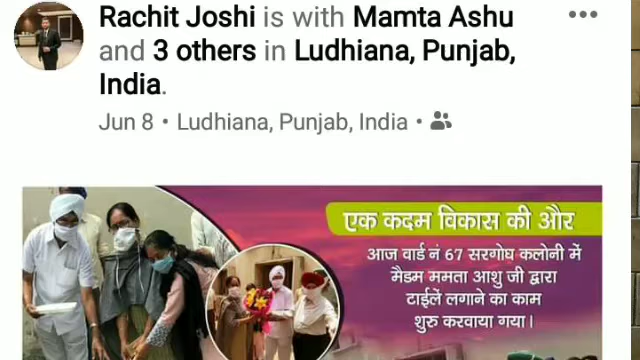 Rachit Joshi is with Mamta Ashu
and 3 others in Ludhiana, Punjab,
India.
Jun 8 • Ludhiana, Punjab, India •
एक कदम विकास की और
आज वार्ड नं 67 सरगोघ कलोनी में
मैडम ममता आशु जी द्वारा
टाईलें लगाने का काम
शुरु करवाया गया।